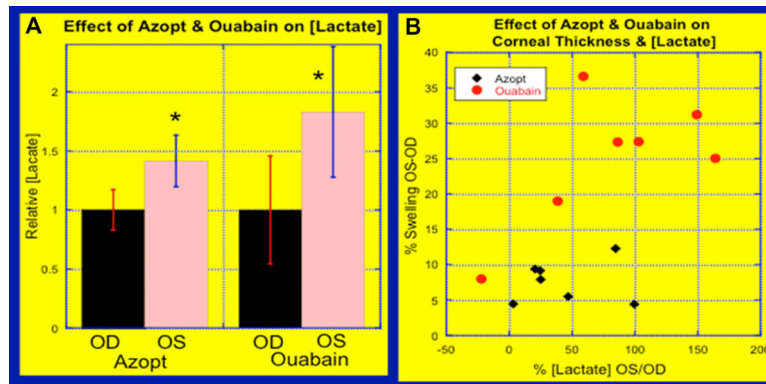 A
Effect of Azopt & Ouabain on [Lactate]
Relative [Lacate]
2
1.5
1
0.5
0
*
*
OD OS OD OS
Azopt Ouabain
B
Effect of Azopt & Ouabain on
Corneal Thickness & [Lactate]
Azopt
Ouabain
% Swelling OS-OD
40
35
30
25
20
15
10
5
0
-50 0 50 100 150 200
% [Lactate] OS/OD